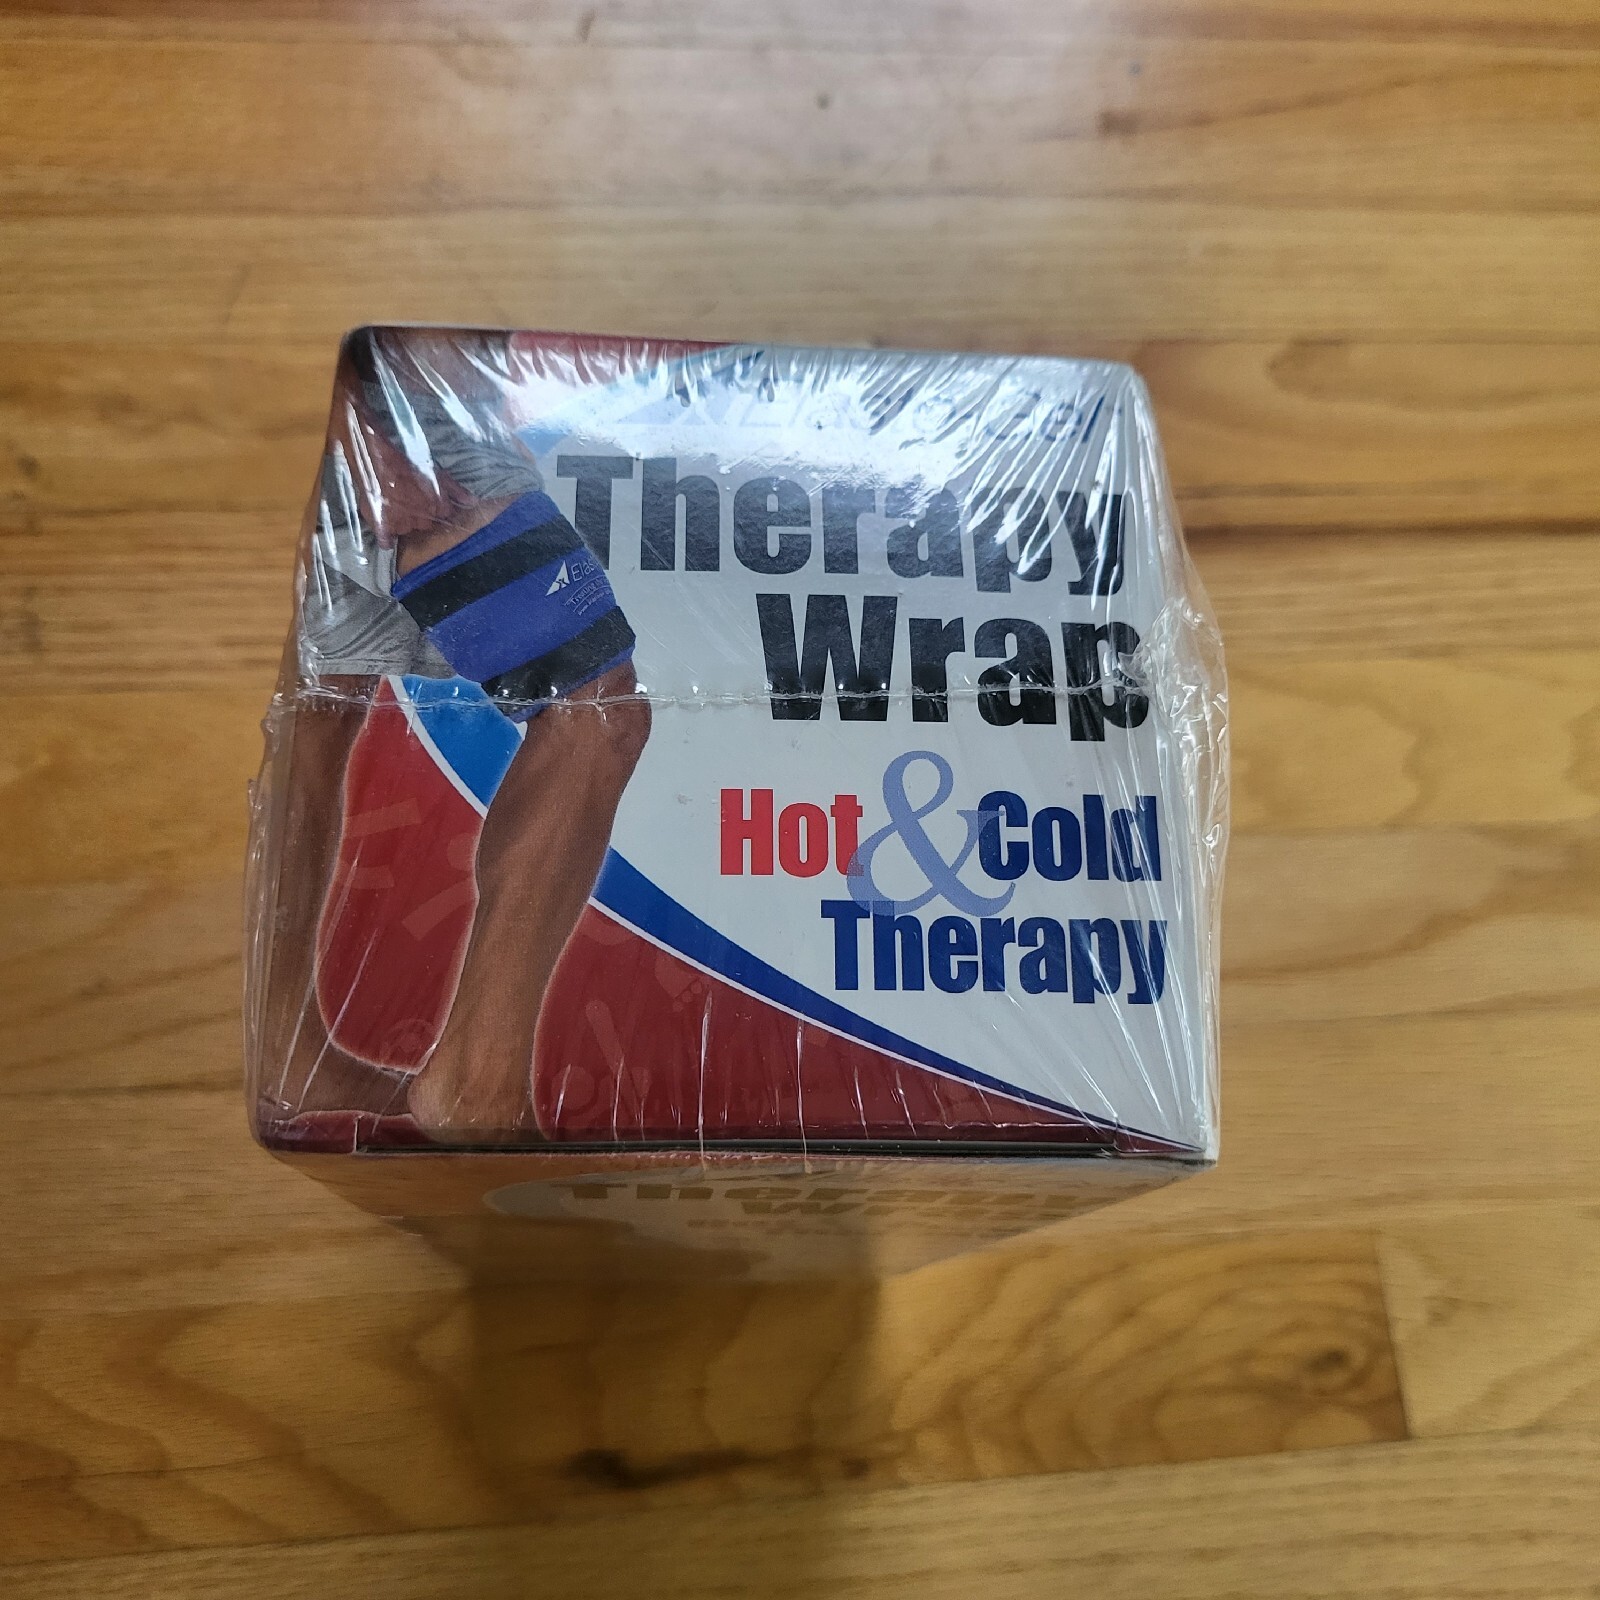 Therapy
Wrap
Hot & Cold
Therapy